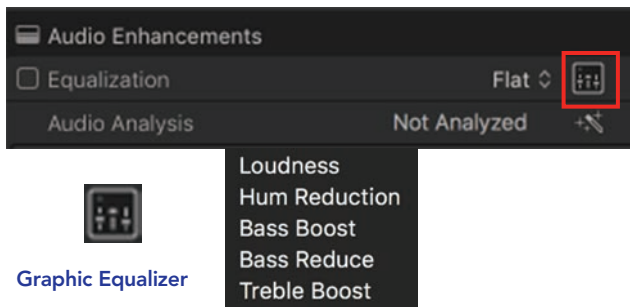 Audio Enhancements
Equalization Flat
Audio Analysis Not Analyzed
Loudness
Hum Reduction
Bass Boost
Bass Reduce
Treble Boost
Graphic Equalizer